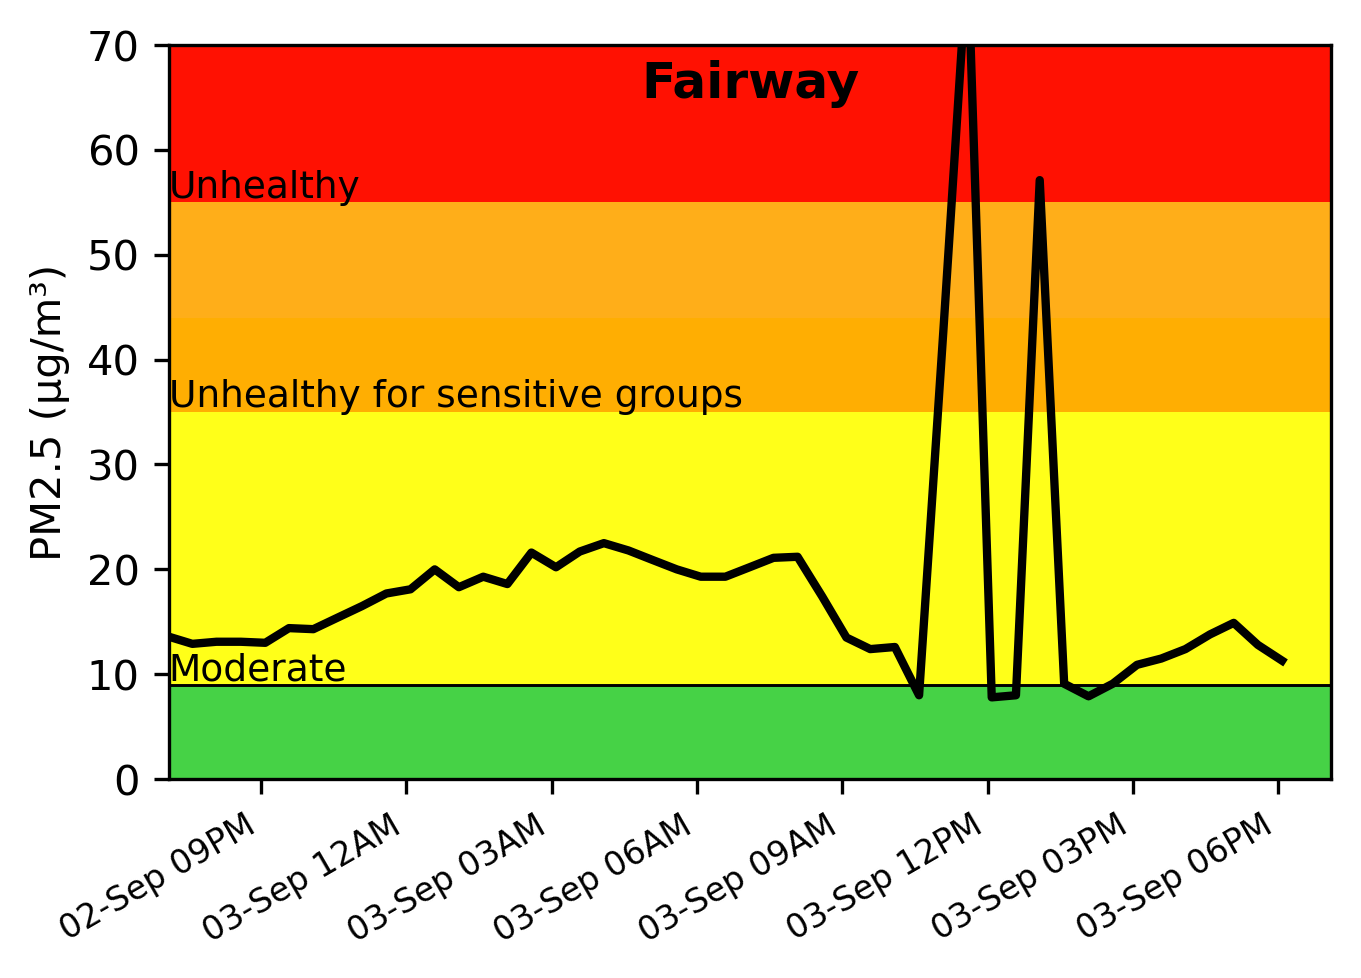 Fairway
70
60
50
40
30
20
10
0
PM2.5 (µg/m³)
Unhealthy
Unhealthy for sensitive groups
Moderate
02-Sep 09PM
03-Sep 12AM
03-Sep 03AM
03-Sep 06AM
03-Sep 09AM
03-Sep 12PM
03-Sep 03PM
03-Sep 06PM